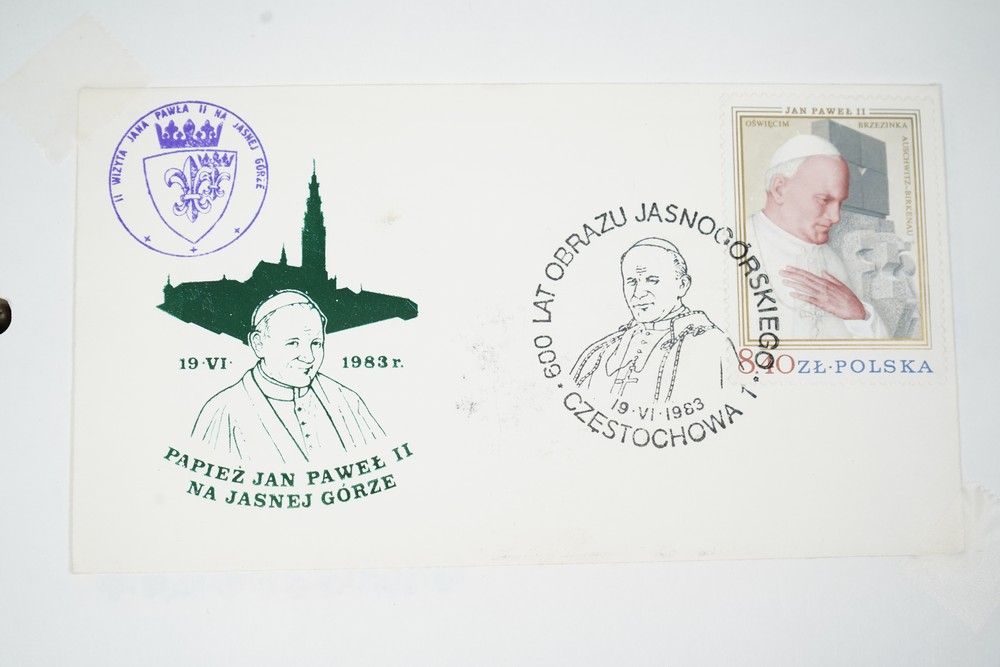 II WIZYTA JANA PAWŁA II NA JASNEJ GÓRZE
19·VI· 1983 r.
PAPIEŻ JAN PAWEŁ II
NA JASNEJ GÓRZE
* 600 LAT OBRAZU JASNOGÓRSKIEGO *
19·VI·1983
CZĘSTOCHOWA 1
JAN PAWEŁ II
OŚWIĘCIM BRZEZINKA
AUSCHWITZ-BIRKENAU
8.40 ZŁ·POLSKA